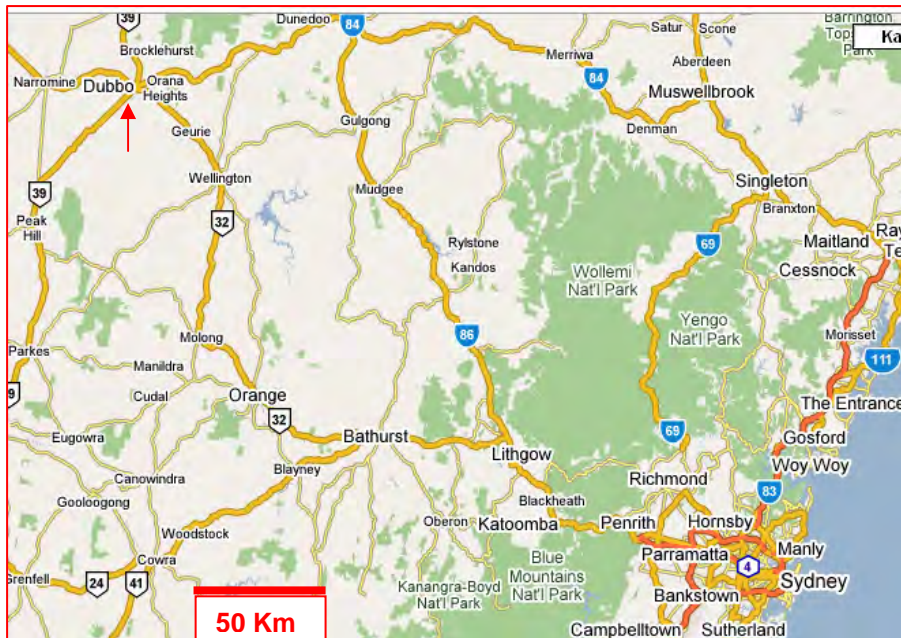 39
Dunedoo
84
Satur
Scone
Barrington
Tops
Park
Ka
Brocklehurst
Merriwa
Aberdeen
Narromine
Dubbo
Orana
Heights
84
Muswellbrook
Geurie
Gulgong
Denman
Wellington
Mudgee
Singleton
39
Branxton
Peak
Hill
32
Rylstone
69
Maitland
Ray
Te
Kandos
Wollemi
Nat'l Park
Cessnock
Yengo
Nat'l Park
Molong
86
Morisset
Parkes
111
Manildra
9
Cudal
Orange
The Entrance
32
69
Eugowra
Bathurst
Gosford
Lithgow
Woy Woy
Canowindra
Blayney
Richmond
Gooloogong
83
Blackheath
Woodstock
Oberon
Katoomba
Penrith
Hornsby
Cowra
Blue
Mountains
Nat'l Park
Parramatta
Manly
Grenfell
24
41
Kanangra-Boyd
Nat'l Park
4
Sydney
Bankstown
50 Km
Campbelltown
Sutherland